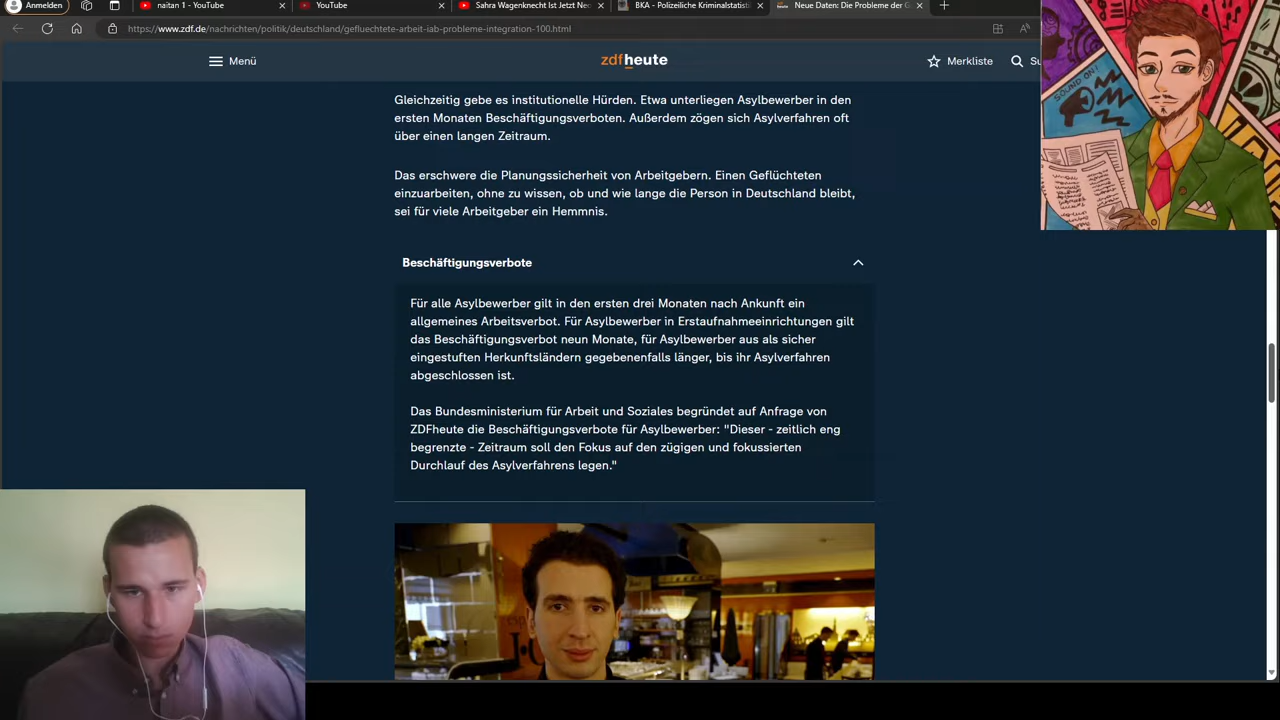 Anmelden
naitan 1 - YouTube
YouTube
Sahra Wagenknecht Ist Jetzt Nec
BKA - Polizeiliche Kriminalstatisti
Neue Daten: Die Probleme der G
https://www.zdf.de/nachrichten/politik/deutschland/gefluechtete-arbeit-iab-probleme-integration-100.html
Menü
zdfheute
Merkliste
Su
SOUND ON!
Gleichzeitig gebe es institutionelle Hürden. Etwa unterliegen Asylbewerber in den
ersten Monaten Beschäftigungsverboten. Außerdem zögen sich Asylverfahren oft
über einen langen Zeitraum.
Das erschwere die Planungssicherheit von Arbeitgebern. Einen Geflüchteten
einzuarbeiten, ohne zu wissen, ob und wie lange die Person in Deutschland bleibt,
sei für viele Arbeitgeber ein Hemmnis.
Beschäftigungsverbote
Für alle Asylbewerber gilt in den ersten drei Monaten nach Ankunft ein
allgemeines Arbeitsverbot. Für Asylbewerber in Erstaufnahmeeinrichtungen gilt
das Beschäftigungsverbot neun Monate, für Asylbewerber aus als sicher
eingestuften Herkunftsländern gegebenenfalls länger, bis ihr Asylverfahren
abgeschlossen ist.
Das Bundesministerium für Arbeit und Soziales begründet auf Anfrage von
ZDFheute die Beschäftigungsverbote für Asylbewerber: "Dieser - zeitlich eng
begrenzte - Zeitraum soll den Fokus auf den zügigen und fokussierten
Durchlauf des Asylverfahrens legen."